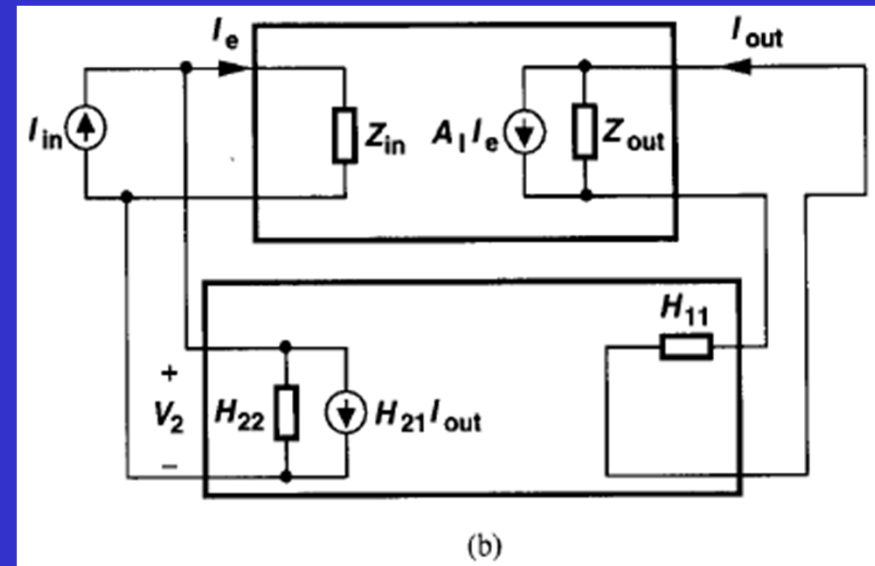 I_e I_out
I_in Z_in A_I I_e Z_out
H_11
+
V_2 H_22 H_21 I_out
−
(b)